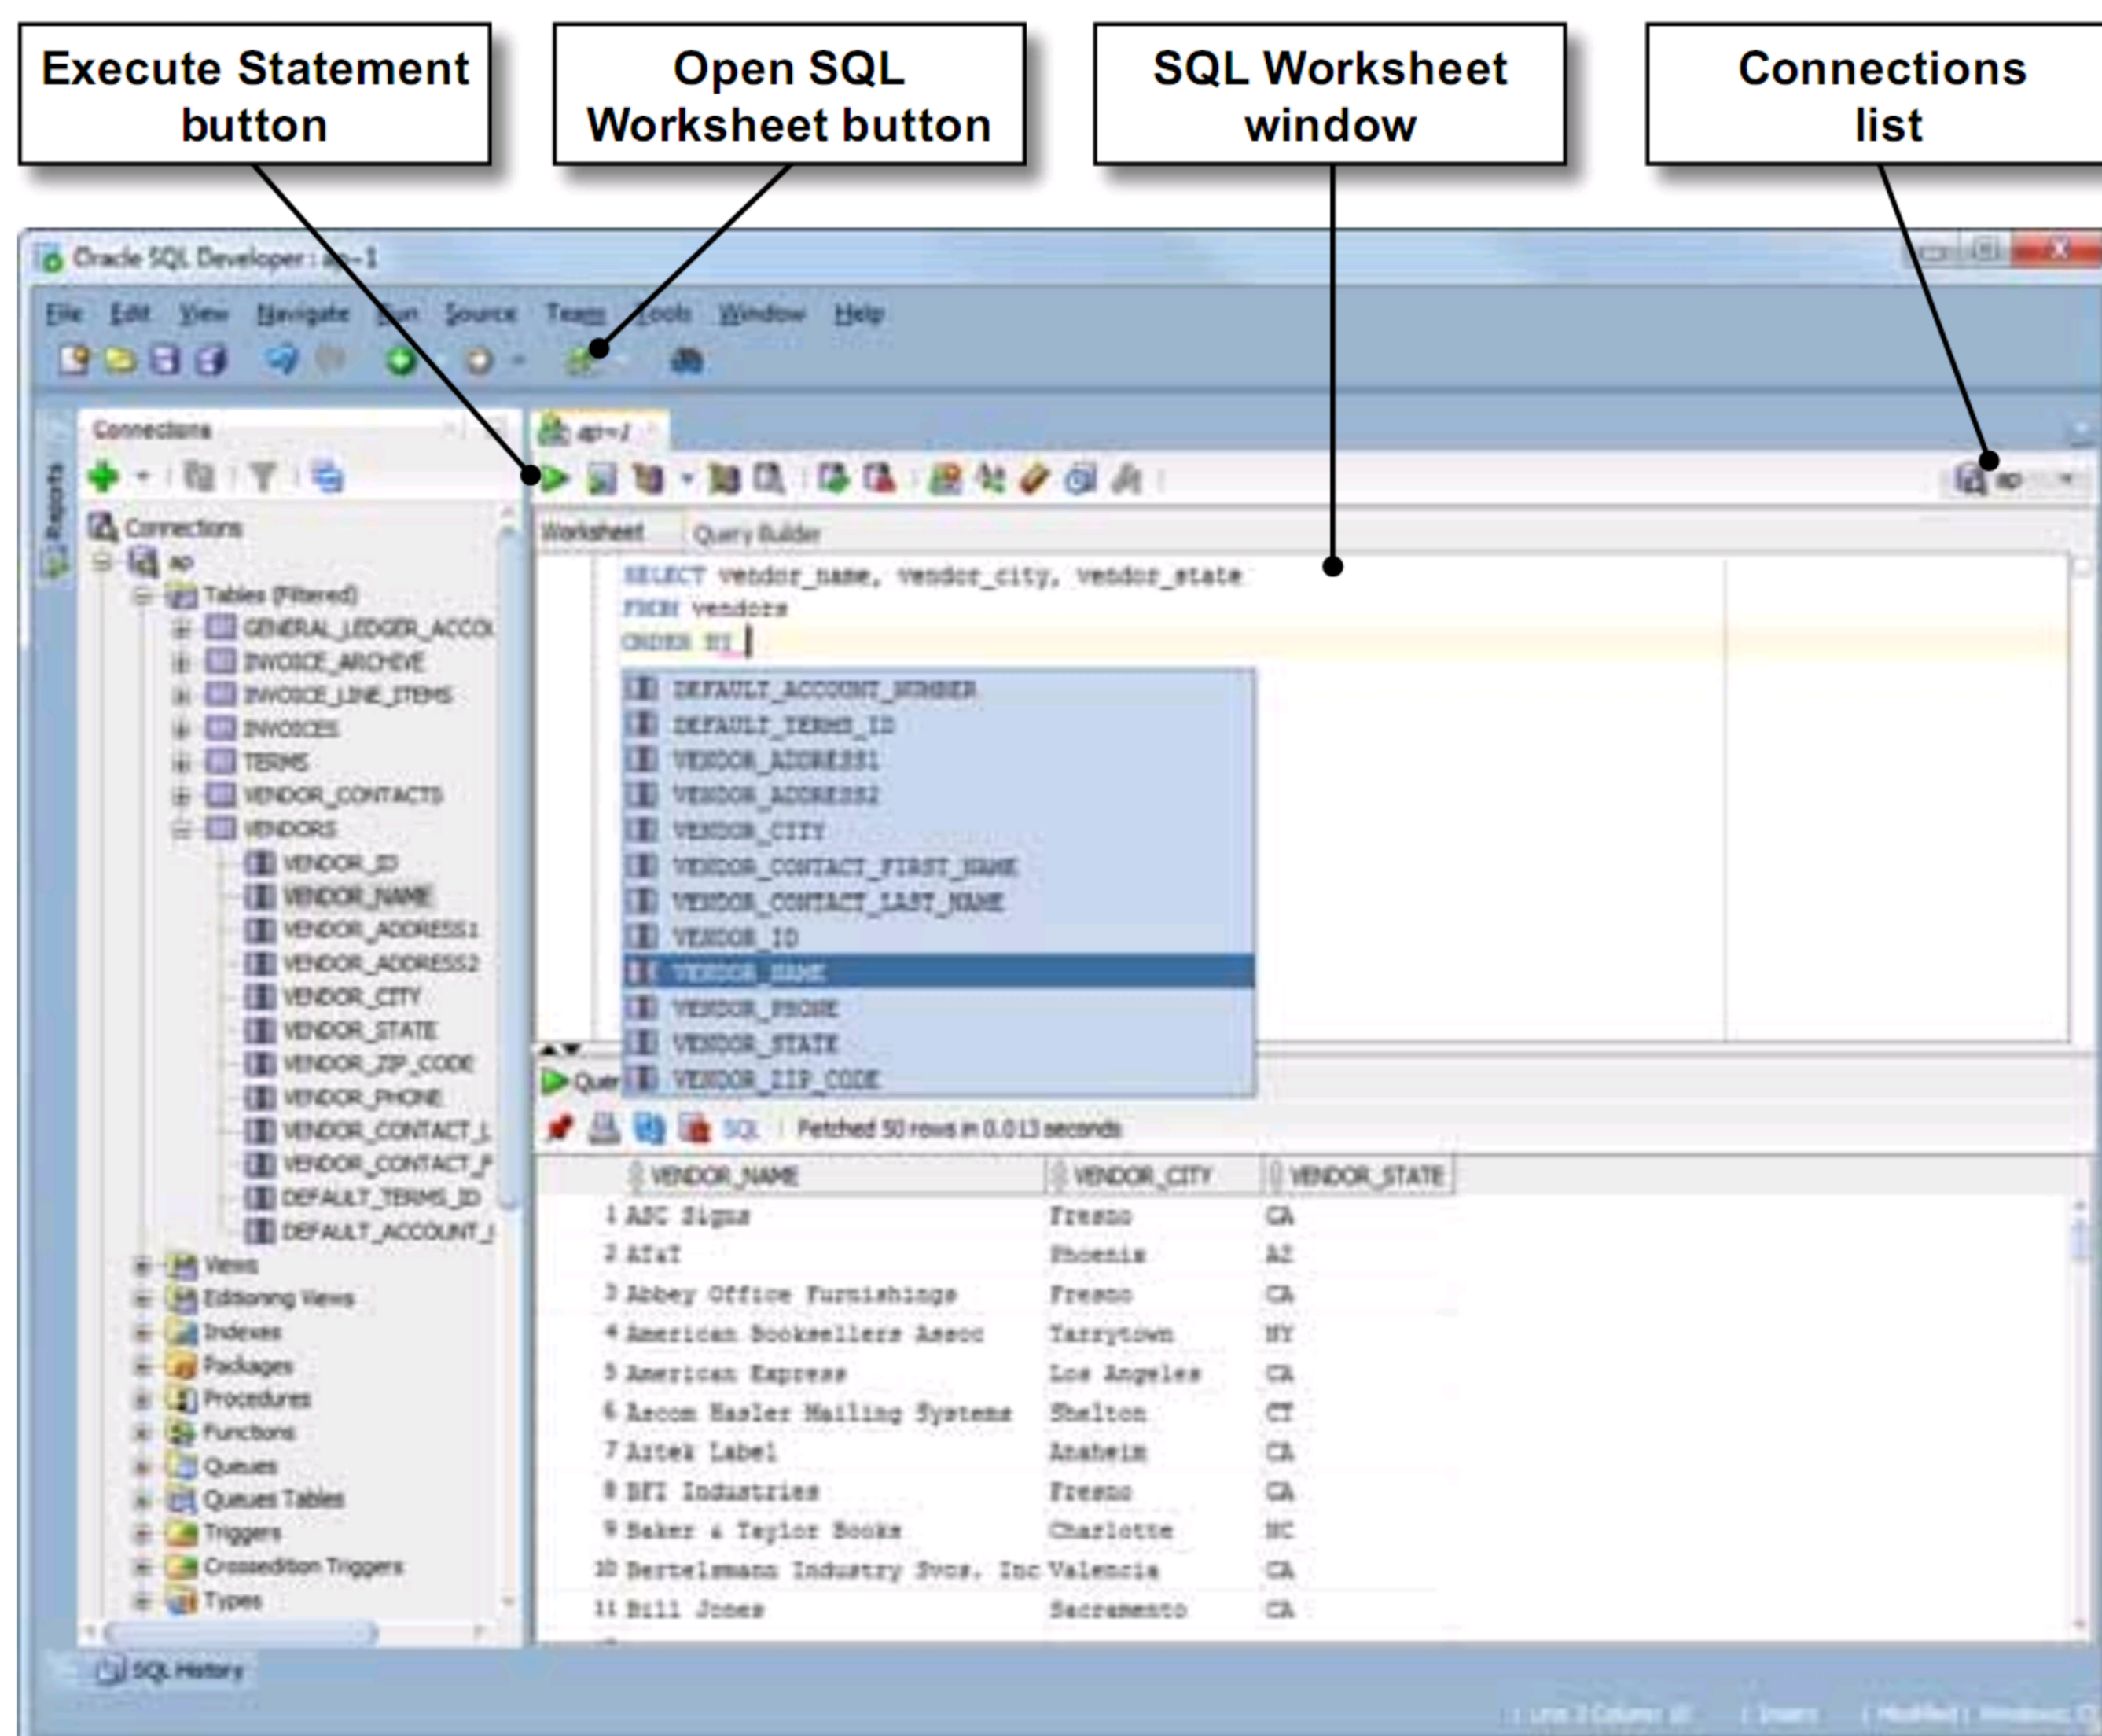 Execute Statement
button
Open SQL
Worksheet button
SQL Worksheet
window
Connections
list
Oracle SQL Developer : ap~1
File Edit View Navigate Run Source Team Tools Window Help
Connections
Reports
Connections
ap
Tables (Filtered)
GENERAL_LEDGER_ACCOU
INVOICE_ARCHIVE
INVOICE_LINE_ITEMS
INVOICES
TERMS
VENDOR_CONTACTS
VENDORS
VENDOR_ID
VENDOR_NAME
VENDOR_ADDRESS1
VENDOR_ADDRESS2
VENDOR_CITY
VENDOR_STATE
VENDOR_ZIP_CODE
VENDOR_PHONE
VENDOR_CONTACT_L
VENDOR_CONTACT_F
DEFAULT_TERMS_ID
DEFAULT_ACCOUNT_
Views
Editioning Views
Indexes
Packages
Procedures
Functions
Queues
Queues Tables
Triggers
Crossedition Triggers
Types
SQL History
ap~1
ap
Worksheet Query Builder
SELECT vendor_name, vendor_city, vendor_state
FROM vendors
ORDER BY
DEFAULT_ACCOUNT_NUMBER
DEFAULT_TERMS_ID
VENDOR_ADDRESS1
VENDOR_ADDRESS2
VENDOR_CITY
VENDOR_CONTACT_FIRST_NAME
VENDOR_CONTACT_LAST_NAME
VENDOR_ID
VENDOR_NAME
VENDOR_PHONE
VENDOR_STATE
VENDOR_ZIP_CODE
Quer
SQL | Fetched 50 rows in 0.013 seconds
VENDOR_NAME VENDOR_CITY VENDOR_STATE
1 ASC Signs Fresno CA
2 AT&T Phoenix AZ
3 Abbey Office Furnishings Fresno CA
4 American Booksellers Assoc Tarrytown NY
5 American Express Los Angeles CA
6 Ascom Hasler Mailing Systems Shelton CT
7 Aztek Label Anaheim CA
8 BFI Industries Fresno CA
9 Baker & Taylor Books Charlotte NC
10 Bertelsmann Industry Svcs. Inc Valencia CA
11 Bill Jones Sacramento CA
Insert